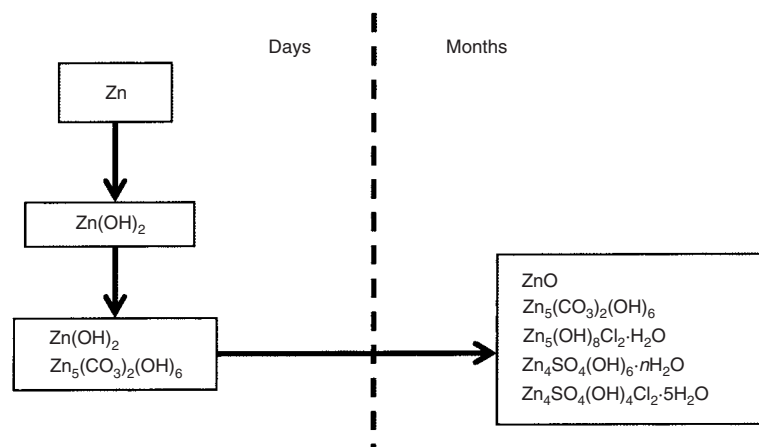 Days
Months
Zn
Zn(OH)₂
Zn(OH)₂
Zn₅(CO₃)₂(OH)₆
ZnO
Zn₅(CO₃)₂(OH)₆
Zn₅(OH)₈Cl₂·H₂O
Zn₄SO₄(OH)₆·nH₂O
Zn₄SO₄(OH)₄Cl₂·5H₂O